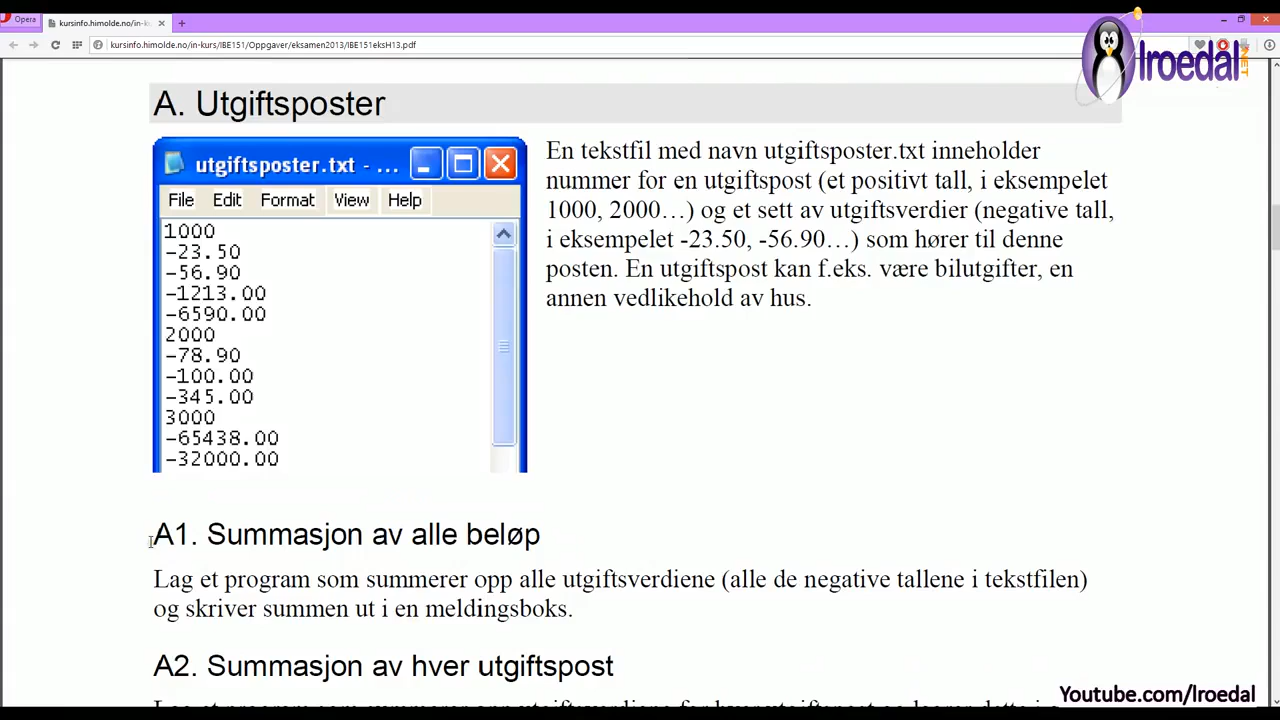 Opera
kursinfo.himolde.no/in-ku
kursinfo.himolde.no/in-kurs/IBE151/Oppgaver/eksamen2013/IBE151eksH13.pdf
lroedal
.NET
A. Utgiftsposter
utgiftsposter.txt - ...
File Edit Format View Help
1000
-23.50
-56.90
-1213.00
-6590.00
2000
-78.90
-100.00
-345.00
3000
-65438.00
-32000.00
En tekstfil med navn utgiftsposter.txt inneholder
nummer for en utgiftspost (et positivt tall, i eksempelet
1000, 2000…) og et sett av utgiftsverdier (negative tall,
i eksempelet -23.50, -56.90…) som hører til denne
posten. En utgiftspost kan f.eks. være bilutgifter, en
annen vedlikehold av hus.
A1. Summasjon av alle beløp
Lag et program som summerer opp alle utgiftsverdiene (alle de negative tallene i tekstfilen)
og skriver summen ut i en meldingsboks.
A2. Summasjon av hver utgiftspost
Youtube.com/lroedal